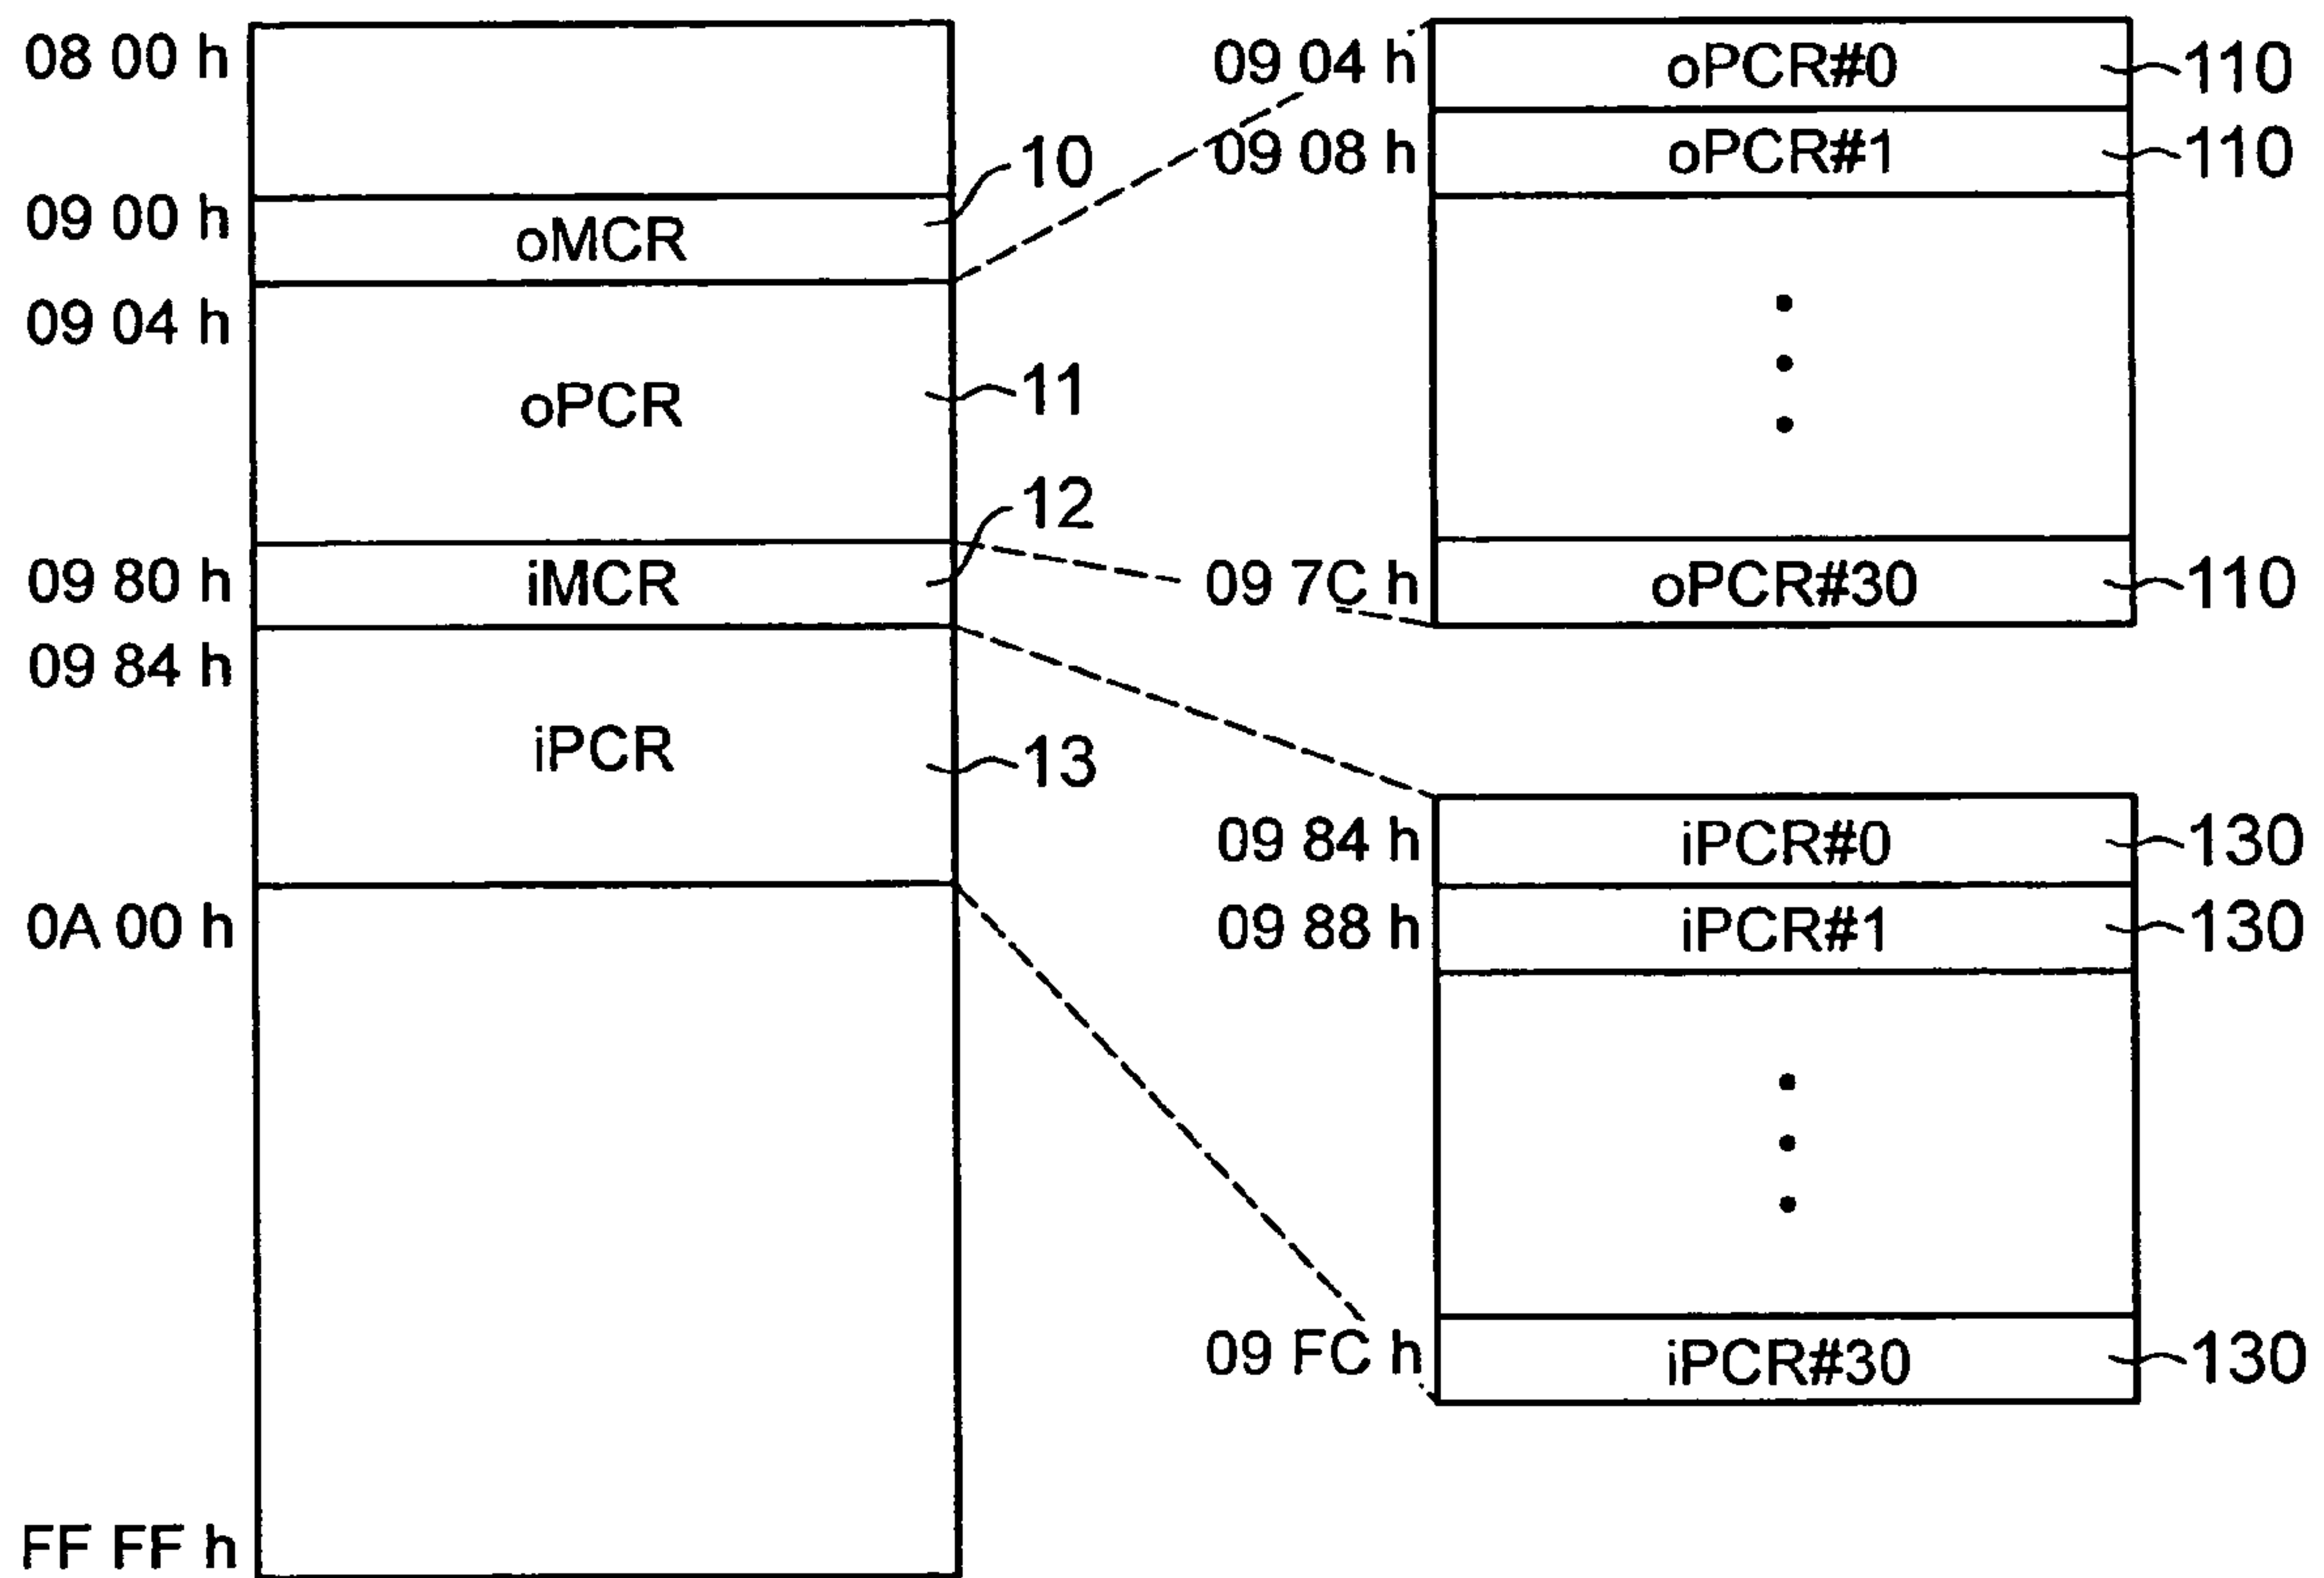 08 00 h
09 00 h
oMCR
10
09 04 h
oPCR
11
09 80 h
iMCR
12
09 84 h
iPCR
13
0A 00 h
FF FF h
09 04 h
oPCR#0
110
09 08 h
oPCR#1
110
09 7C h
oPCR#30
110
09 84 h
iPCR#0
130
09 88 h
iPCR#1
130
09 FC h
iPCR#30
130